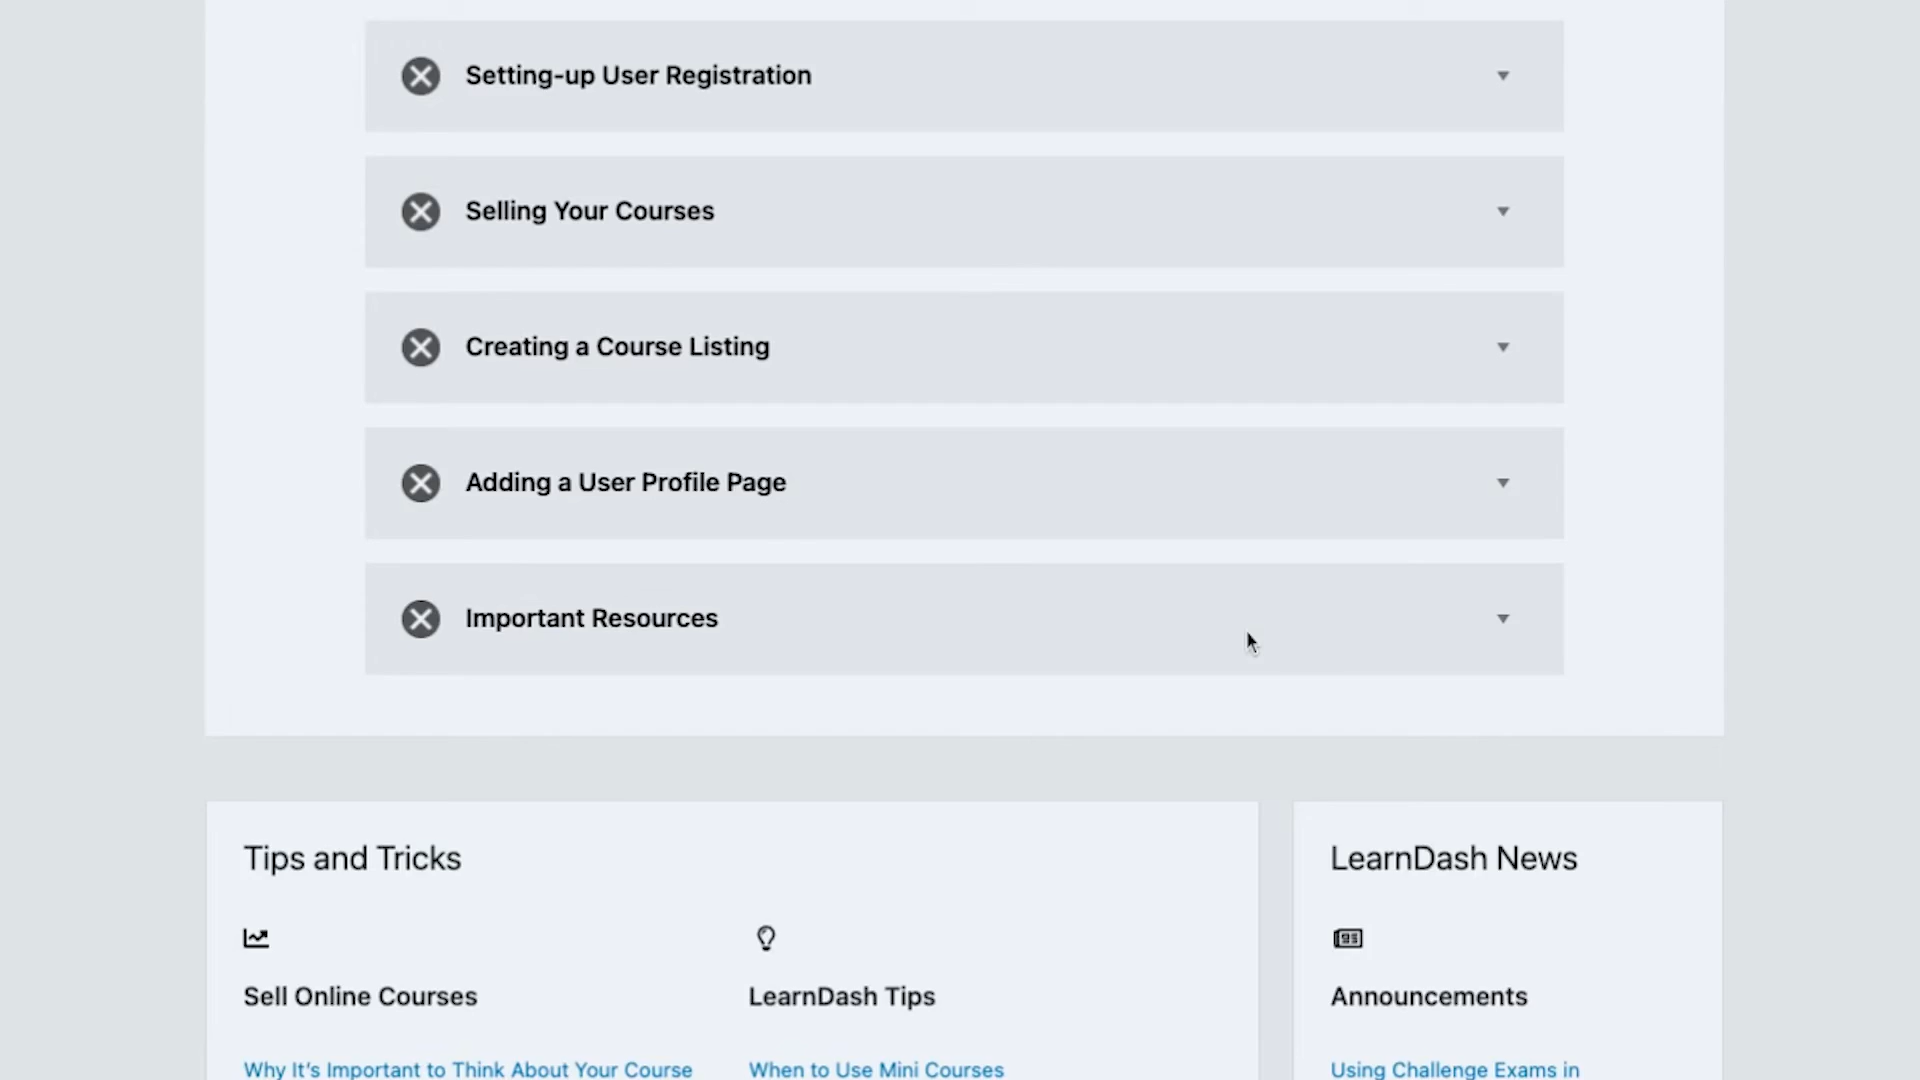 Setting-up User Registration
Selling Your Courses
Creating a Course Listing
Adding a User Profile Page
Important Resources
Tips and Tricks
Sell Online Courses
Why It's Important to Think About Your Course
LearnDash Tips
When to Use Mini Courses
LearnDash News
Announcements
Using Challenge Exams in